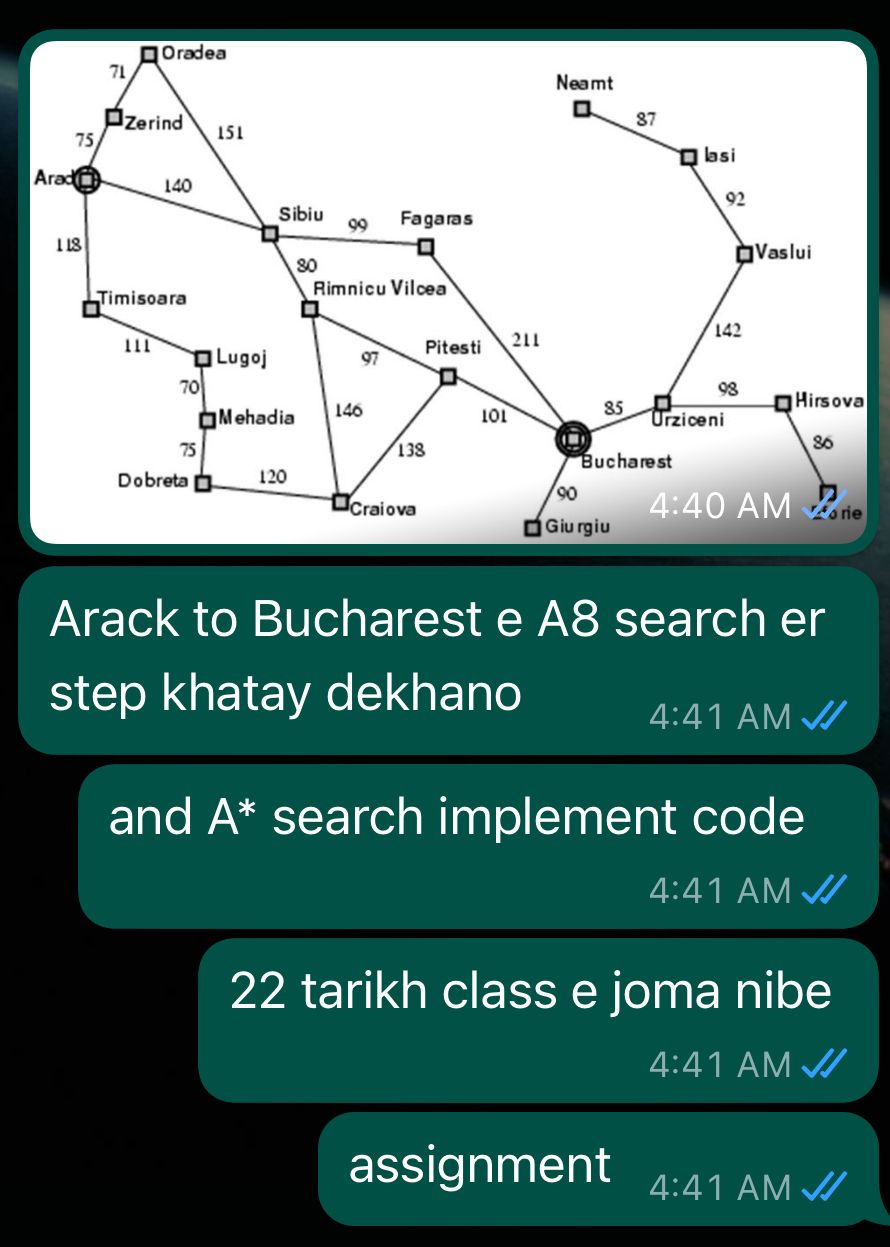 Oradea
71
Neamt
Zerind
87
75
151
Iasi
Arad
140
92
Sibiu
99
Fagaras
118
80
Vaslui
Timisoara
Rimnicu Vilcea
111
Lugoj
97
Pitesti
211
142
70
Mehadia
146
101
85
98
Hirsova
75
138
Urziceni
86
Dobreta
120
Bucharest
Craiova
90
4:40 AM
Giurgiu
Arack to Bucharest e A8 search er
step khatay dekhano
4:41 AM
and A* search implement code
4:41 AM
22 tarikh class e joma nibe
4:41 AM
assignment
4:41 AM